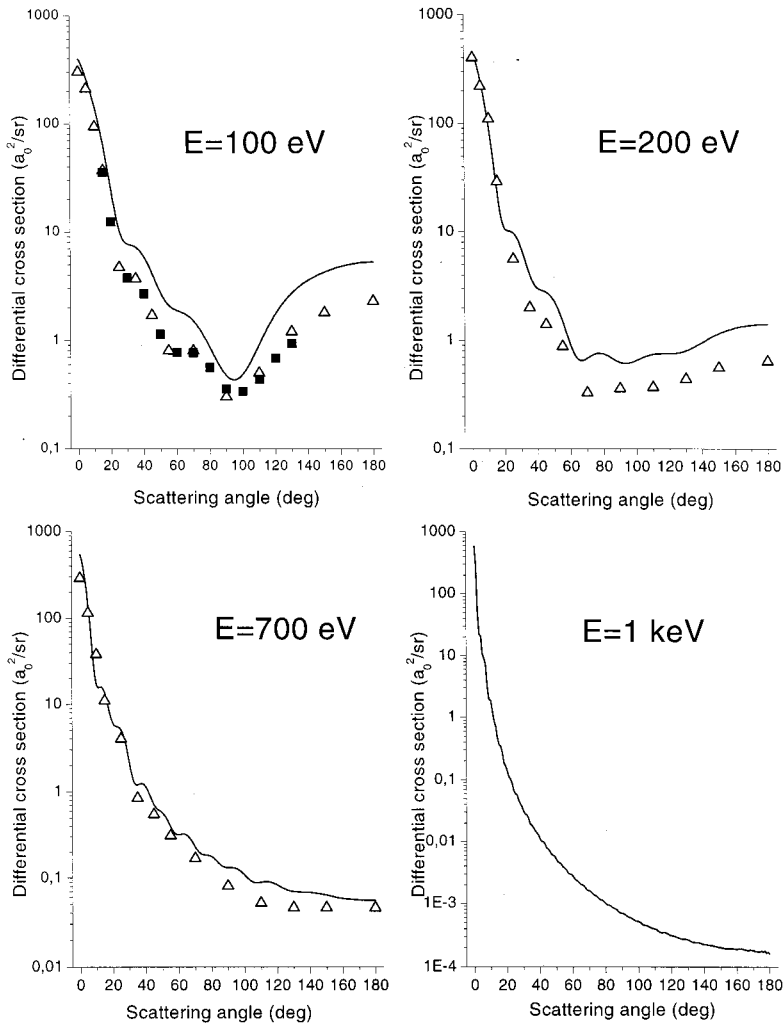 1000
100
10
1
0,1
Differential cross section (a₀²/sr)
E=100 eV
0 20 40 60 80 100 120 140 160 180
Scattering angle (deg)
1000
100
10
1
0,1
Differential cross section (a₀²/sr)
E=200 eV
0 20 40 60 80 100 120 140 160 180
Scattering angle (deg)
1000
100
10
1
0,1
0,01
Differential cross section (a₀²/sr)
E=700 eV
0 20 40 60 80 100 120 140 160 180
Scattering angle (deg)
1000
100
10
1
0,1
0,01
1E-3
1E-4
Differential cross section (a₀²/sr)
E=1 keV
0 20 40 60 80 100 120 140 160 180
Scattering angle (deg)